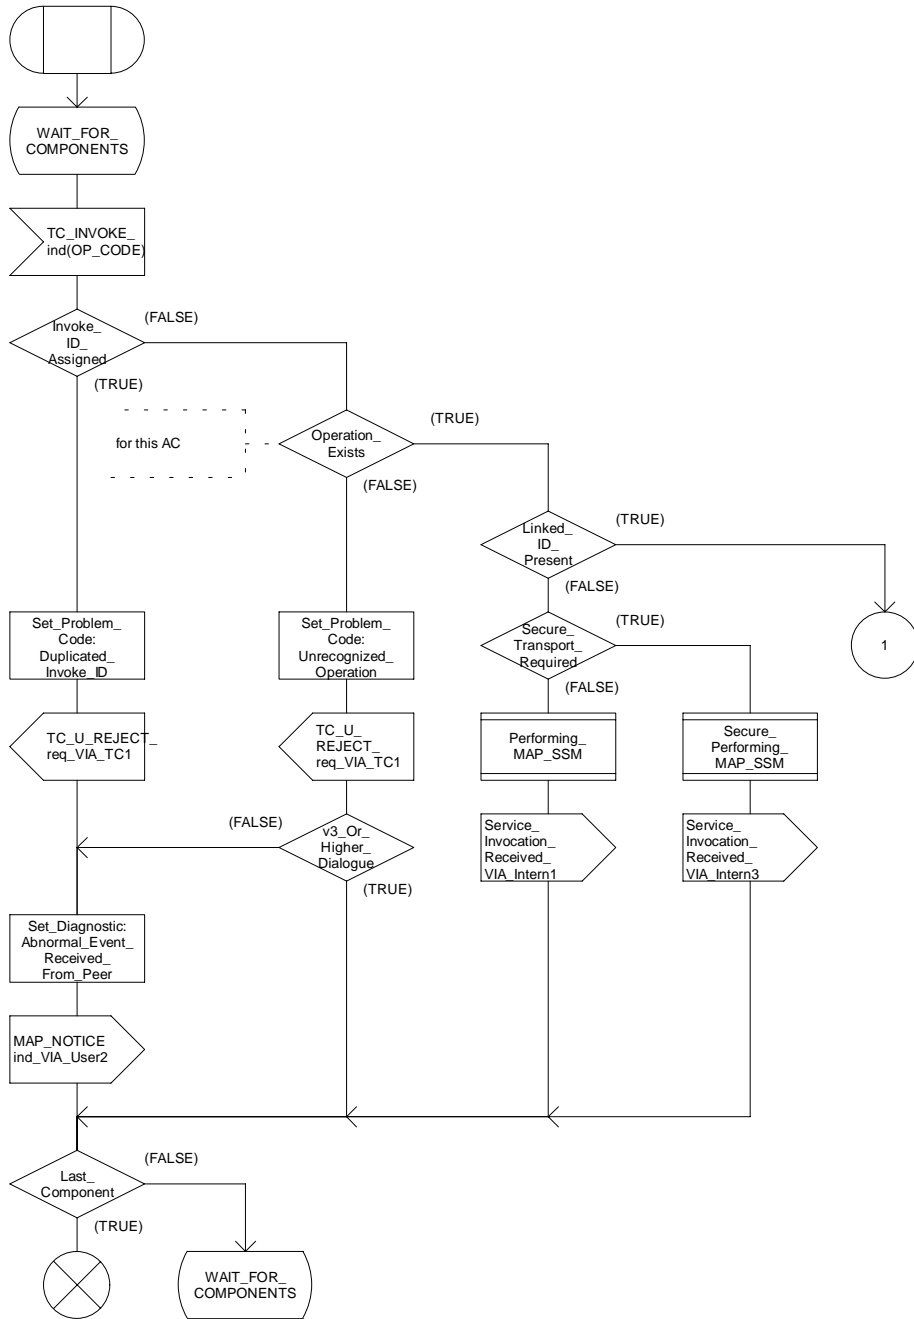 WAIT_FOR_
COMPONENTS
TC_INVOKE_
ind(OP_CODE)
Invoke_
ID_
Assigned
(FALSE)
(TRUE)
for this AC
Operation_
Exists
(TRUE)
(FALSE)
Linked_
ID_
Present
(TRUE)
(FALSE)
Set_Problem_
Code:
Duplicated_
Invoke_ID
Set_Problem_
Code:
Unrecognized_
Operation
Secure_
Transport_
Required
(TRUE)
(FALSE)
1
TC_U_REJECT_
req_VIA_TC1
TC_U_
REJECT_
req_VIA_TC1
Performing_
MAP_SSM
Secure_
Performing_
MAP_SSM
(FALSE)
v3_Or_
Higher_
Dialogue
(TRUE)
Service_
Invocation_
Received_
VIA_Intern1
Service_
Invocation_
Received_
VIA_Intern3
Set_Diagnostic:
Abnormal_Event_
Received_
From_Peer
MAP_NOTICE
ind_VIA_User2
Last_
Component
(FALSE)
(TRUE)
WAIT_FOR_
COMPONENTS